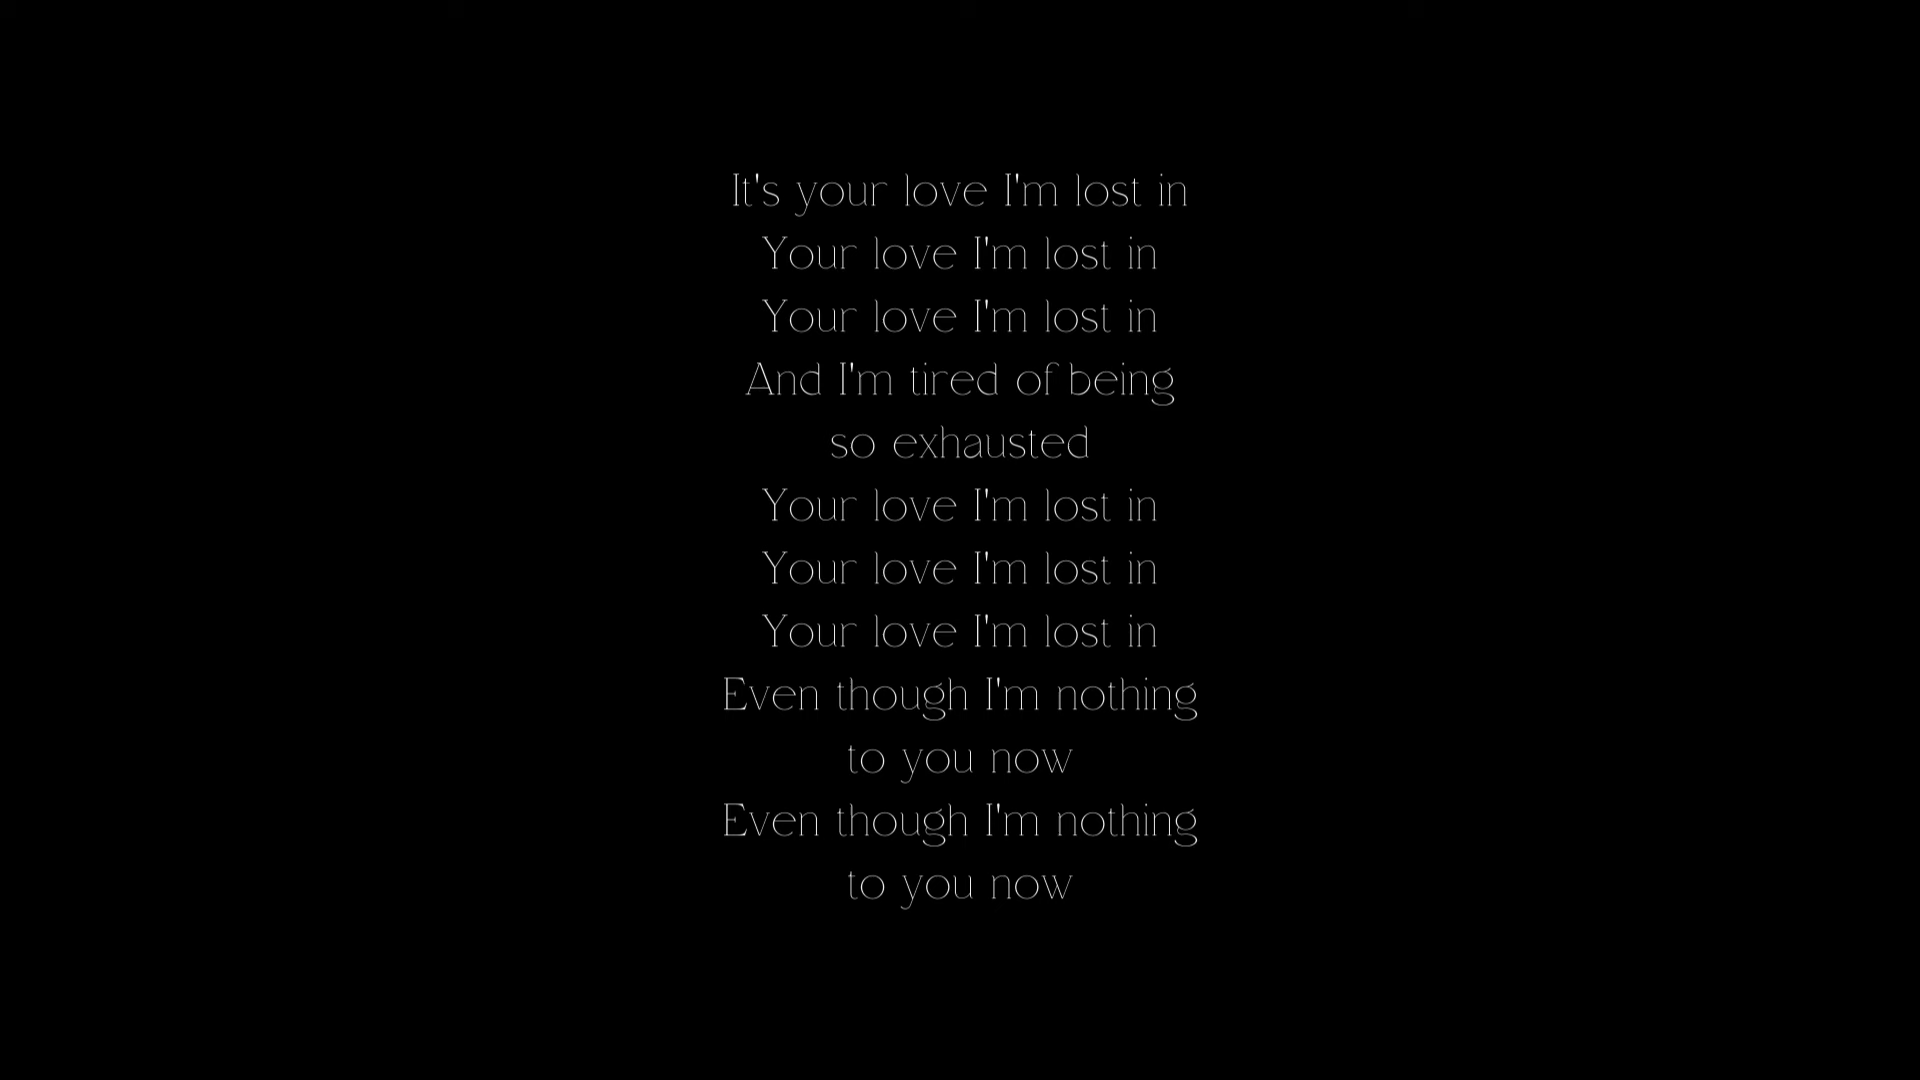 It's your love I'm lost in
Your love I'm lost in
Your love I'm lost in
And I'm tired of being
so exhausted
Your love I'm lost in
Your love I'm lost in
Your love I'm lost in
Even though I'm nothing
to you now
Even though I'm nothing
to you now